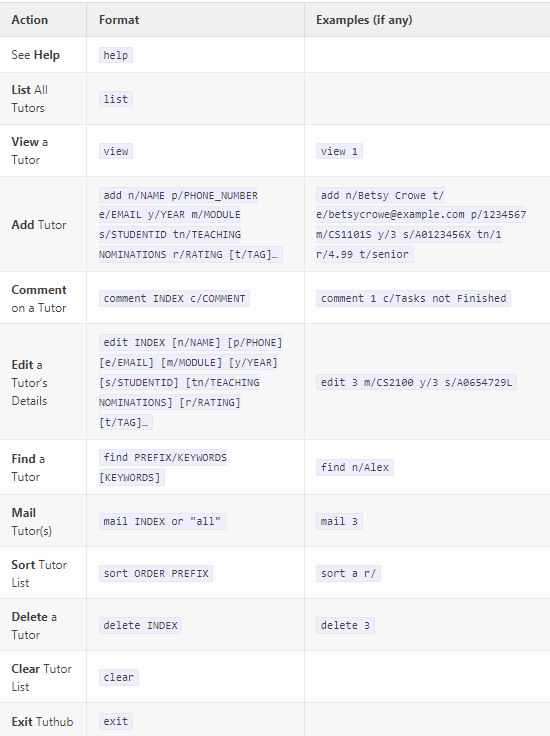 Action Format Examples (if any)
See Help help
List All
Tutors
list
View a
Tutor
view view 1
Add Tutor
add n/NAME p/PHONE_NUMBER
e/EMAIL y/YEAR m/MODULE
s/STUDENTID tn/TEACHING
NOMINATIONS r/RATING [t/TAG]…
add n/Betsy Crowe t/
e/betsycrowe@example.com p/1234567
m/CS1101S y/3 s/A0123456X tn/1
r/4.99 t/senior
Comment
on a Tutor
comment INDEX c/COMMENT comment 1 c/Tasks not Finished
Edit a
Tutor's
Details
edit INDEX [n/NAME] [p/PHONE]
[e/EMAIL] [m/MODULE] [y/YEAR]
[s/STUDENTID] [tn/TEACHING
NOMINATIONS] [r/RATING]
[t/TAG]…
edit 3 m/CS2100 y/3 s/A0654729L
Find a
Tutor
find PREFIX/KEYWORDS
[KEYWORDS]
find n/Alex
Mail
Tutor(s)
mail INDEX or "all" mail 3
Sort Tutor
List
sort ORDER PREFIX sort a r/
Delete a
Tutor
delete INDEX delete 3
Clear Tutor
List
clear
Exit Tuthub exit